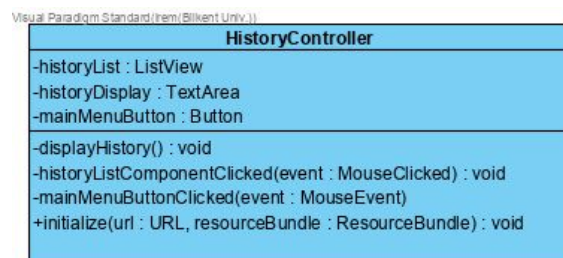 Visual Paradigm Standard(Irem(Bilkent Univ.))
HistoryController
-historyList : ListView
-historyDisplay : TextArea
-mainMenuButton : Button
-displayHistory() : void
-historyListComponentClicked(event : MouseClicked) : void
-mainMenuButtonClicked(event : MouseEvent)
+initialize(url : URL, resourceBundle : ResourceBundle) : void